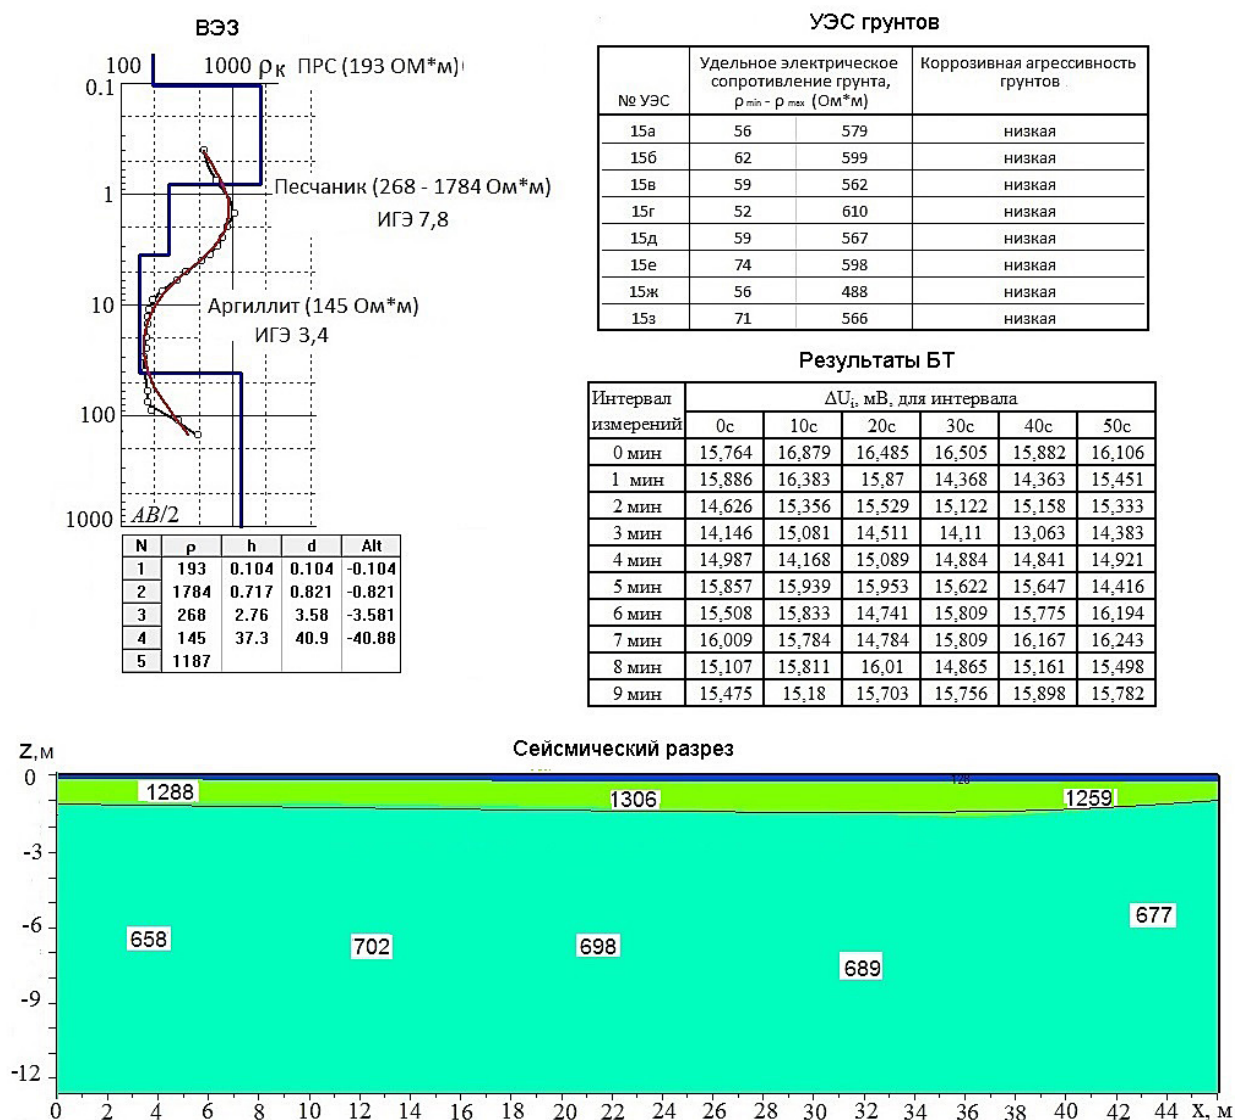 ВЭЗ
100 1000 ρк ПРС (193 ОМ*м)
0.1
1
10
100
1000
Песчаник (268 - 1784 Ом*м)
ИГЭ 7,8
Аргиллит (145 Ом*м)
ИГЭ 3,4
AB/2
N ρ h d Alt
1 193 0.104 0.104 -0.104
2 1784 0.717 0.821 -0.821
3 268 2.76 3.58 -3.581
4 145 37.3 40.9 -40.88
5 1187
УЭС грунтов
№ УЭС Удельное электрическое сопротивление грунта, ρ min - ρ max (Ом*м) Коррозивная агрессивность грунтов
15а 56 579 низкая
15б 62 599 низкая
15в 59 562 низкая
15г 52 610 низкая
15д 59 567 низкая
15е 74 598 низкая
15ж 56 488 низкая
15з 71 566 низкая
Результаты БТ
Интервал измерений ΔUi, мВ, для интервала
0с 10с 20с 30с 40с 50с
0 мин 15,764 16,879 16,485 16,505 15,882 16,106
1 мин 15,886 16,383 15,87 14,368 14,363 15,451
2 мин 14,626 15,356 15,529 15,122 15,158 15,333
3 мин 14,146 15,081 14,511 14,11 13,063 14,383
4 мин 14,987 14,168 15,089 14,884 14,841 14,921
5 мин 15,857 15,939 15,953 15,622 15,647 14,416
6 мин 15,508 15,833 14,741 15,809 15,775 16,194
7 мин 16,009 15,784 14,784 15,809 16,167 16,243
8 мин 15,107 15,811 16,01 14,865 15,161 15,498
9 мин 15,475 15,18 15,703 15,756 15,898 15,782
Сейсмический разрез
Z,м
0
-3
-6
-9
-12
1288 1306 1259
658 702 698 689 677
0 2 4 6 8 10 12 14 16 18 20 22 24 26 28 30 32 34 36 38 40 42 44 X, м